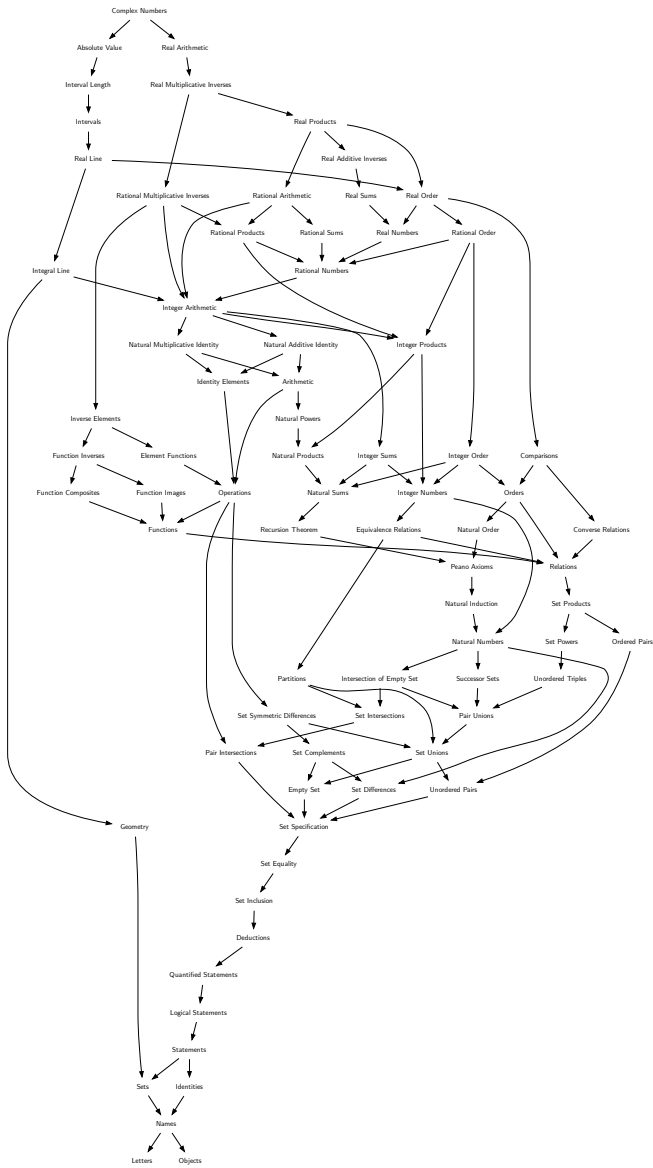 Complex Numbers
Absolute Value
Real Arithmetic
Interval Length
Real Multiplicative Inverses
Intervals
Real Products
Real Line
Real Additive Inverses
Rational Multiplicative Inverses
Rational Arithmetic
Real Sums
Real Order
Rational Products
Rational Sums
Real Numbers
Rational Order
Integral Line
Rational Numbers
Integer Arithmetic
Natural Multiplicative Identity
Natural Additive Identity
Integer Products
Identity Elements
Arithmetic
Inverse Elements
Natural Powers
Function Inverses
Element Functions
Natural Products
Integer Sums
Integer Order
Comparisons
Function Composites
Function Images
Operations
Natural Sums
Integer Numbers
Orders
Functions
Recursion Theorem
Equivalence Relations
Natural Order
Converse Relations
Peano Axioms
Relations
Natural Induction
Set Products
Natural Numbers
Set Powers
Ordered Pairs
Partitions
Intersection of Empty Set
Successor Sets
Unordered Triples
Set Symmetric Differences
Set Intersections
Pair Unions
Pair Intersections
Set Complements
Set Unions
Empty Set
Set Differences
Unordered Pairs
Geometry
Set Specification
Set Equality
Set Inclusion
Deductions
Quantified Statements
Logical Statements
Statements
Sets
Identities
Names
Letters
Objects